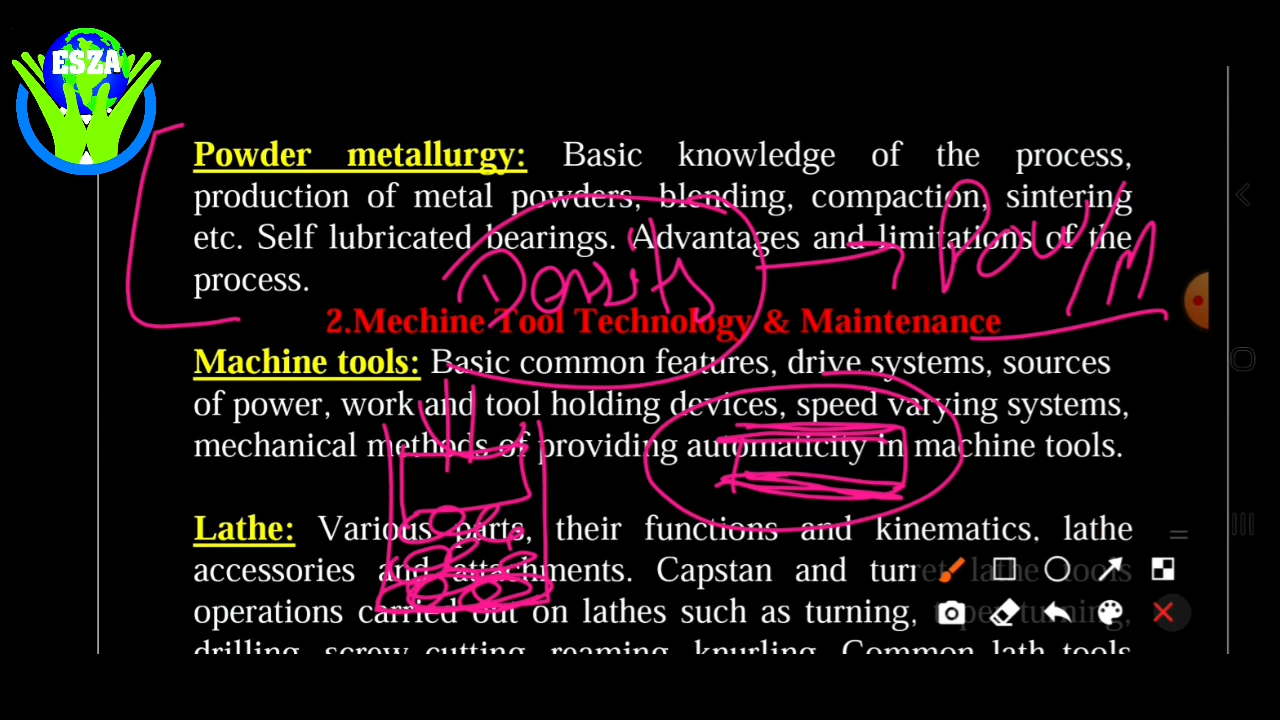 ESZA
Powder metallurgy: Basic knowledge of the process,
production of metal powders, blending, compaction, sintering
etc. Self lubricated bearings. Advantages and limitations of the
process.
Density
Pow/M
2.Mechine Tool Technology & Maintenance
Machine tools: Basic common features, drive systems, sources
of power, work and tool holding devices, speed varying systems,
mechanical methods of providing automaticity in machine tools.
Lathe: Various parts, their functions and kinematics, lathe
accessories and attachments. Capstan and turret lathe tools
operations carried out on lathes such as turning, taper turning,
drilling, screw cutting, reaming, knurling. Common lath tools